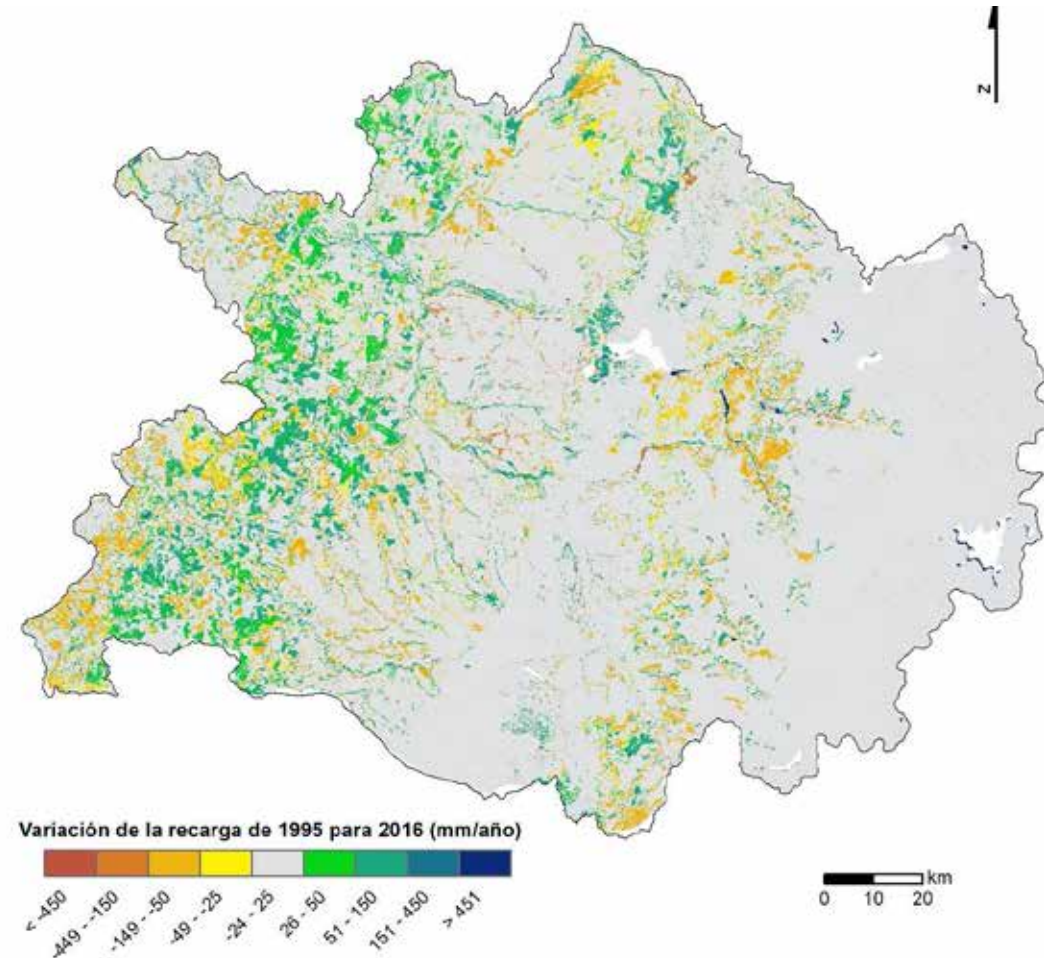 N
Variación de la recarga de 1995 para 2016 (mm/año)
< -450
-449 - -150
-149 - -50
-49 - -25
-24 - 25
26 - 50
51 - 150
151 - 450
> 451
km
0 10 20